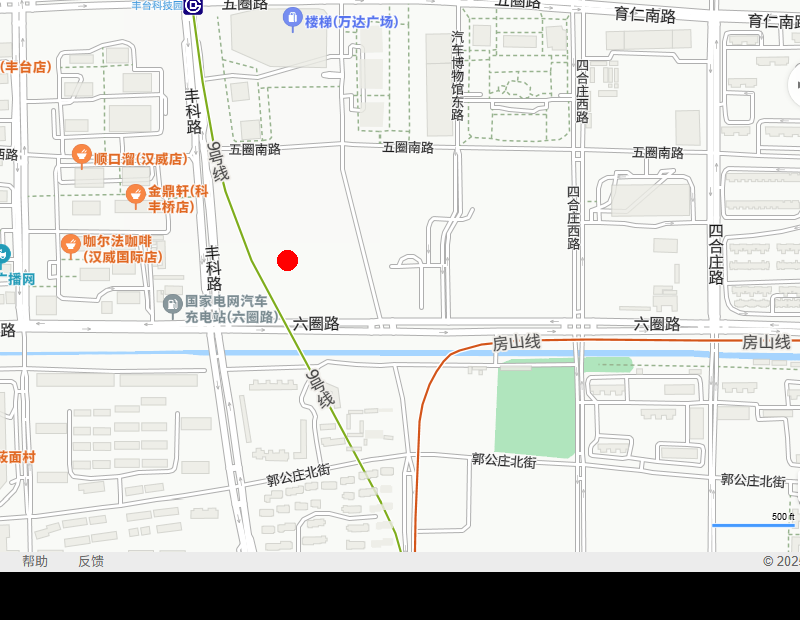 丰台科技园
五圈路
五圈路
育仁南路
育仁南路
楼梯(万达广场)
(丰台店)
汽车博物馆东路
四合庄西路
丰科路
9号线
五圈南路
五圈南路
五圈南路
西路
顺口溜(汉威店)
金鼎轩(科
丰桥店)
四合庄西路
四合庄路
咖尔法咖啡
(汉威国际店)
丰科路
广播网
国家电网汽车
充电站(六圈路)
路
六圈路
六圈路
房山线
房山线
9号线
莜面村
郭公庄北街
郭公庄北街
郭公庄北街
500 ft
帮助
反馈
© 202